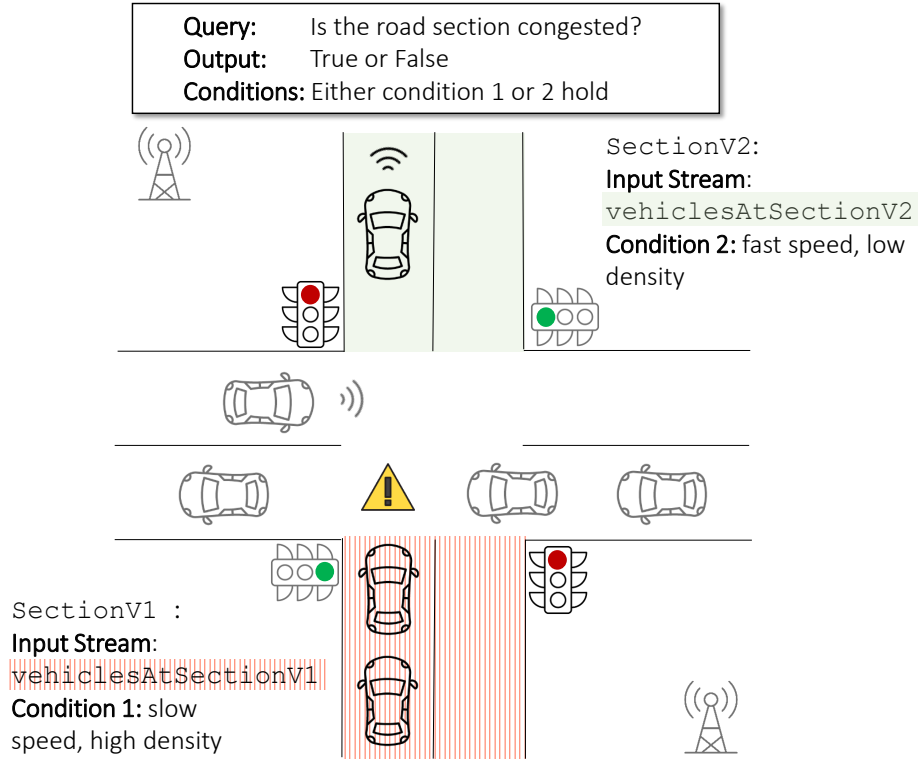 Query: Is the road section congested?
Output: True or False
Conditions: Either condition 1 or 2 hold
SectionV2:
Input Stream:
vehiclesAtSectionV2
Condition 2: fast speed, low
density
SectionV1 :
Input Stream:
vehiclesAtSectionV1
Condition 1: slow
speed, high density